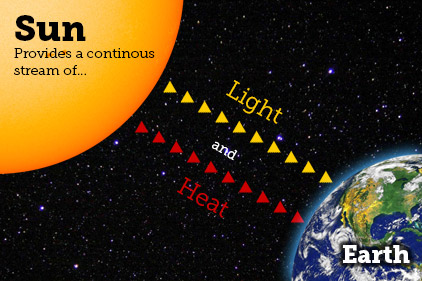 Sun
Provides a continous
stream of...
Light
and
Heat
Earth